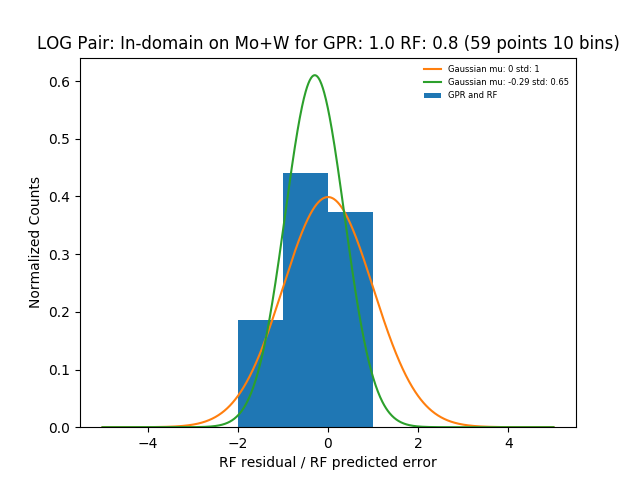 LOG Pair: In-domain on Mo+W for GPR: 1.0 RF: 0.8 (59 points 10 bins)
Gaussian mu: 0 std: 1
Gaussian mu: -0.29 std: 0.65
GPR and RF
Normalized Counts
0.6
0.5
0.4
0.3
0.2
0.1
0.0
−4 −2 0 2 4
RF residual / RF predicted error